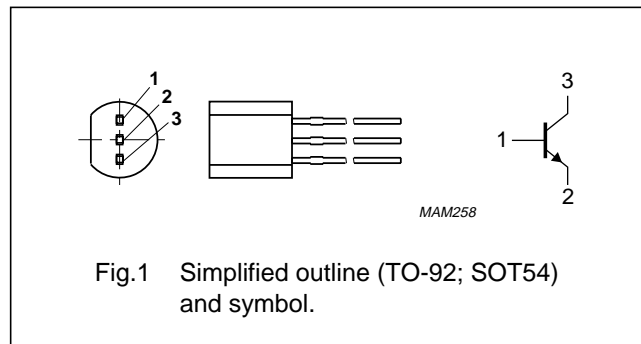 1
2
3
MAM258
3
1
2
Fig.1 Simplified outline (TO-92; SOT54)
and symbol.